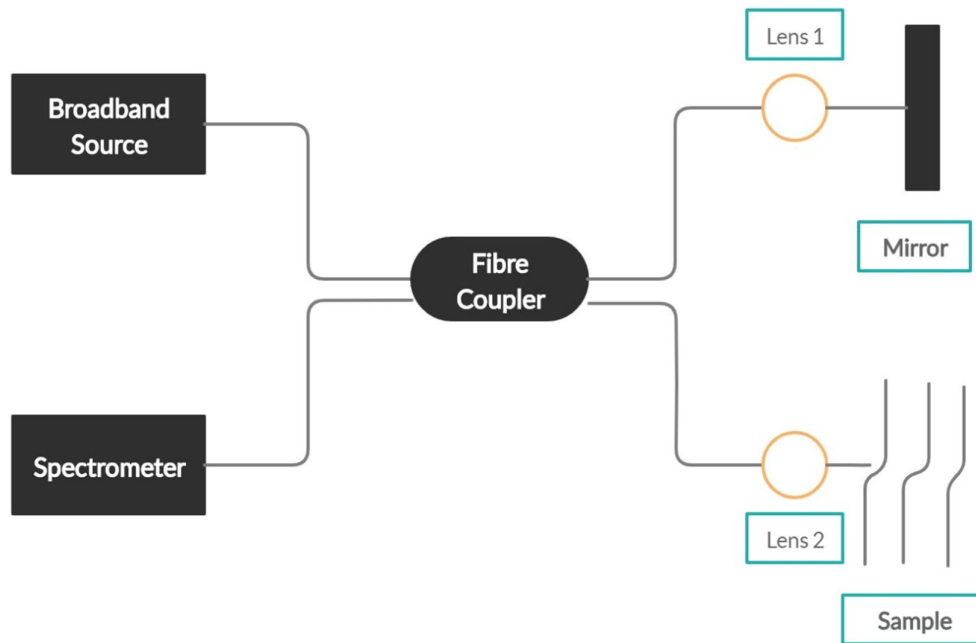 Lens 1
Broadband
Source
Mirror
Fibre
Coupler
Spectrometer
Lens 2
Sample